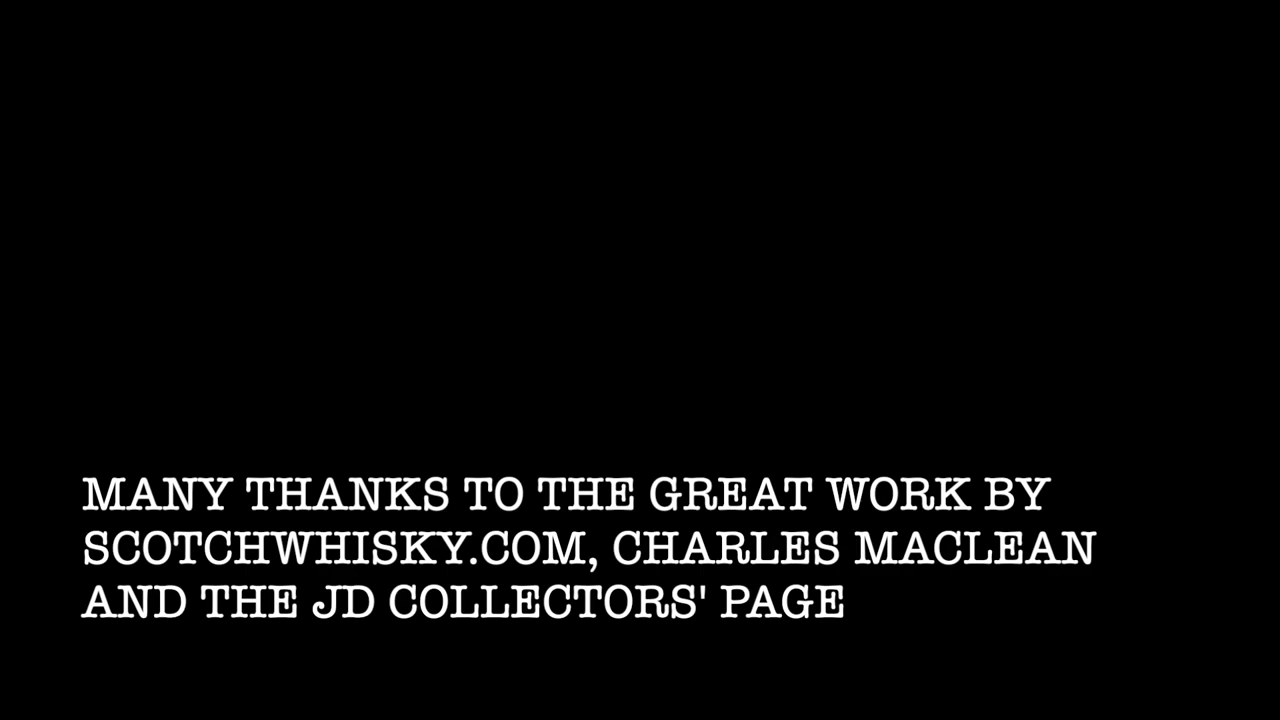 MANY THANKS TO THE GREAT WORK BY
SCOTCHWHISKY.COM, CHARLES MACLEAN
AND THE JD COLLECTORS' PAGE